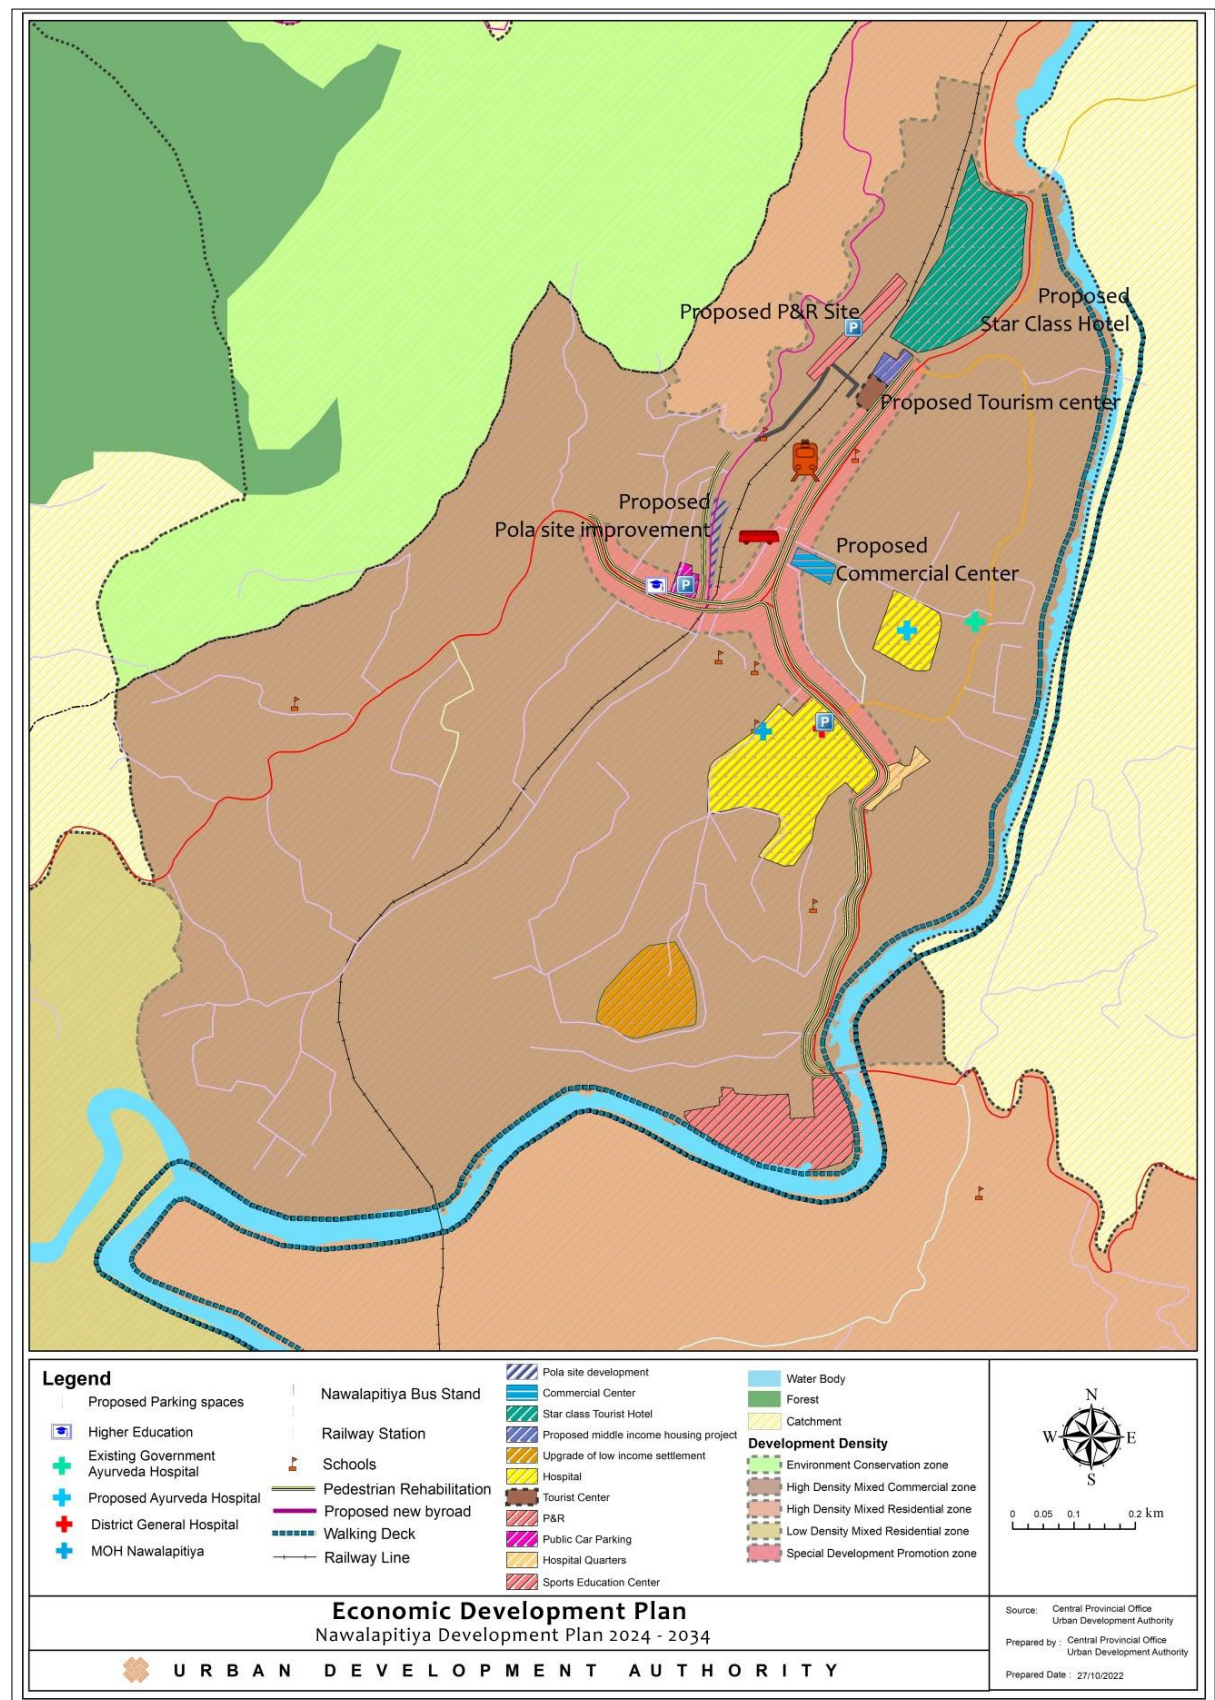 Proposed P&R Site
P
Proposed
Star Class Hotel
Proposed Tourism center
Proposed
Pola site improvement
Proposed
Commercial Center
P
P
Legend
Proposed Parking spaces
Higher Education
Existing Government
Ayurveda Hospital
Proposed Ayurveda Hospital
District General Hospital
MOH Nawalapitiya
Nawalapitiya Bus Stand
Railway Station
Schools
Pedestrian Rehabilitation
Proposed new byroad
Walking Deck
Railway Line
Pola site development
Commercial Center
Star class Tourist Hotel
Proposed middle income housing project
Upgrade of low income settlement
Hospital
Tourist Center
P&R
Public Car Parking
Hospital Quarters
Sports Education Center
Water Body
Forest
Catchment
Development Density
Environment Conservation zone
High Density Mixed Commercial zone
High Density Mixed Residential zone
Low Density Mixed Residential zone
Special Development Promotion zone
N
W E
S
0 0.05 0.1 0.2 km
Economic Development Plan
Nawalapitiya Development Plan 2024 - 2034
URBAN DEVELOPMENT AUTHORITY
Source: Central Provincial Office
Urban Development Authority
Prepared by : Central Provincial Office
Urban Development Authority
Prepared Date : 27/10/2022